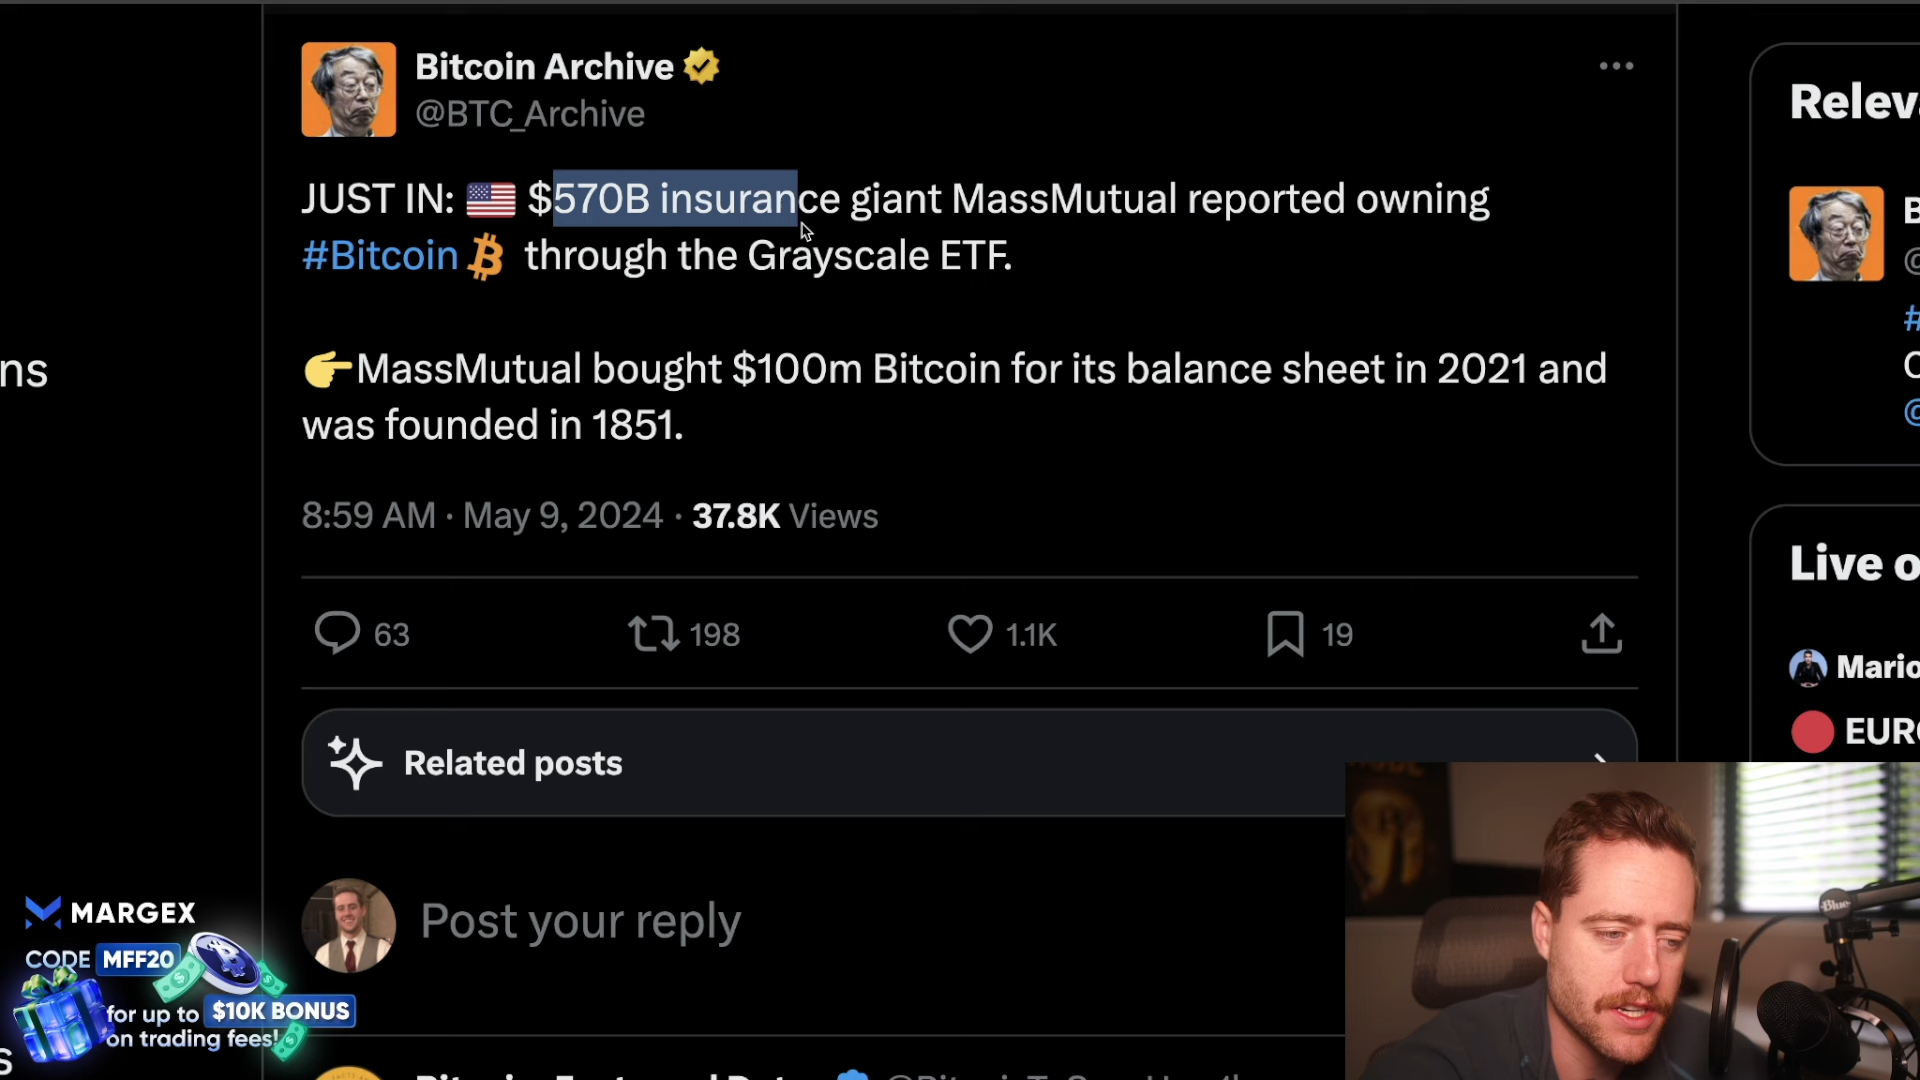 Bitcoin Archive
@BTC_Archive
JUST IN: 🇺🇸 $570B insurance giant MassMutual reported owning
#Bitcoin through the Grayscale ETF.
👉MassMutual bought $100m Bitcoin for its balance sheet in 2021 and
was founded in 1851.
8:59 AM · May 9, 2024 · 37.8K Views
63 198 1.1K 19
Related posts
Post your reply
ns
MARGEX
CODE MFF20
for up to $10K BONUS
on trading fees!
Relev
B
@
#
C
@
Live o
Mario
EUR
Blue
s